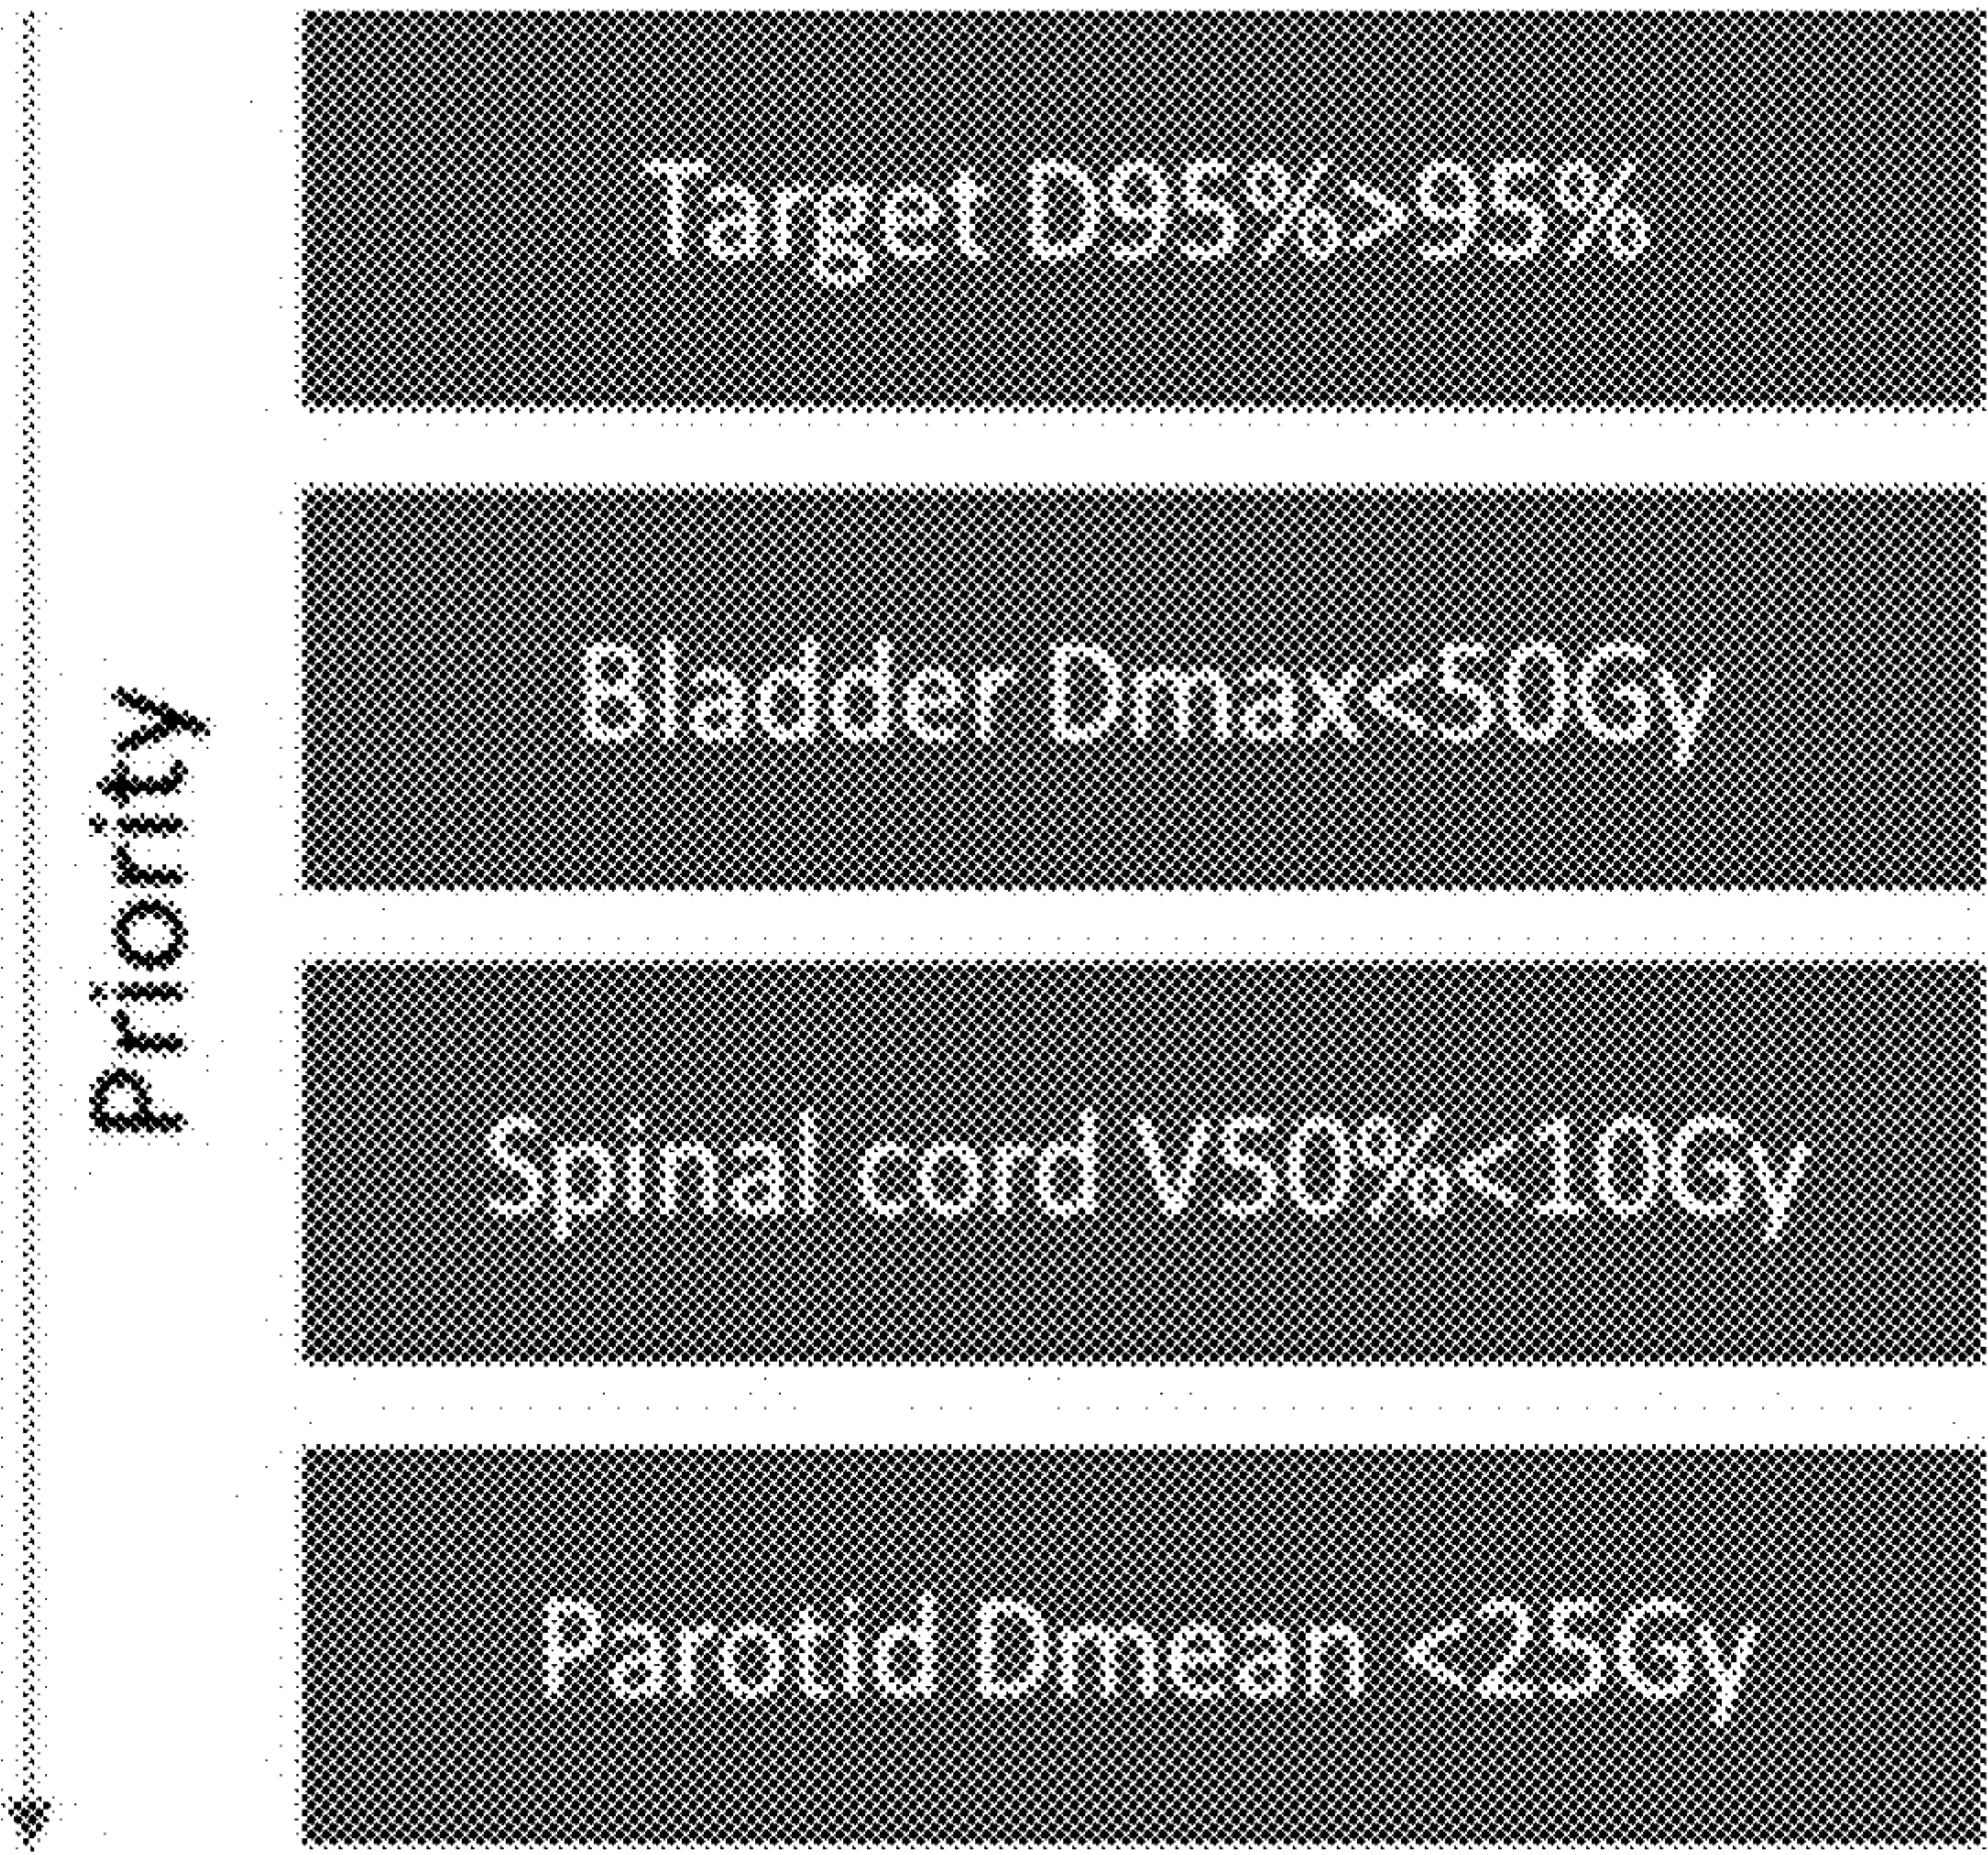 Priority
Target D95%>95%
Bladder Dmax<50Gy
Spinal cord V50%<10Gy
Parotid Dmean <25Gy